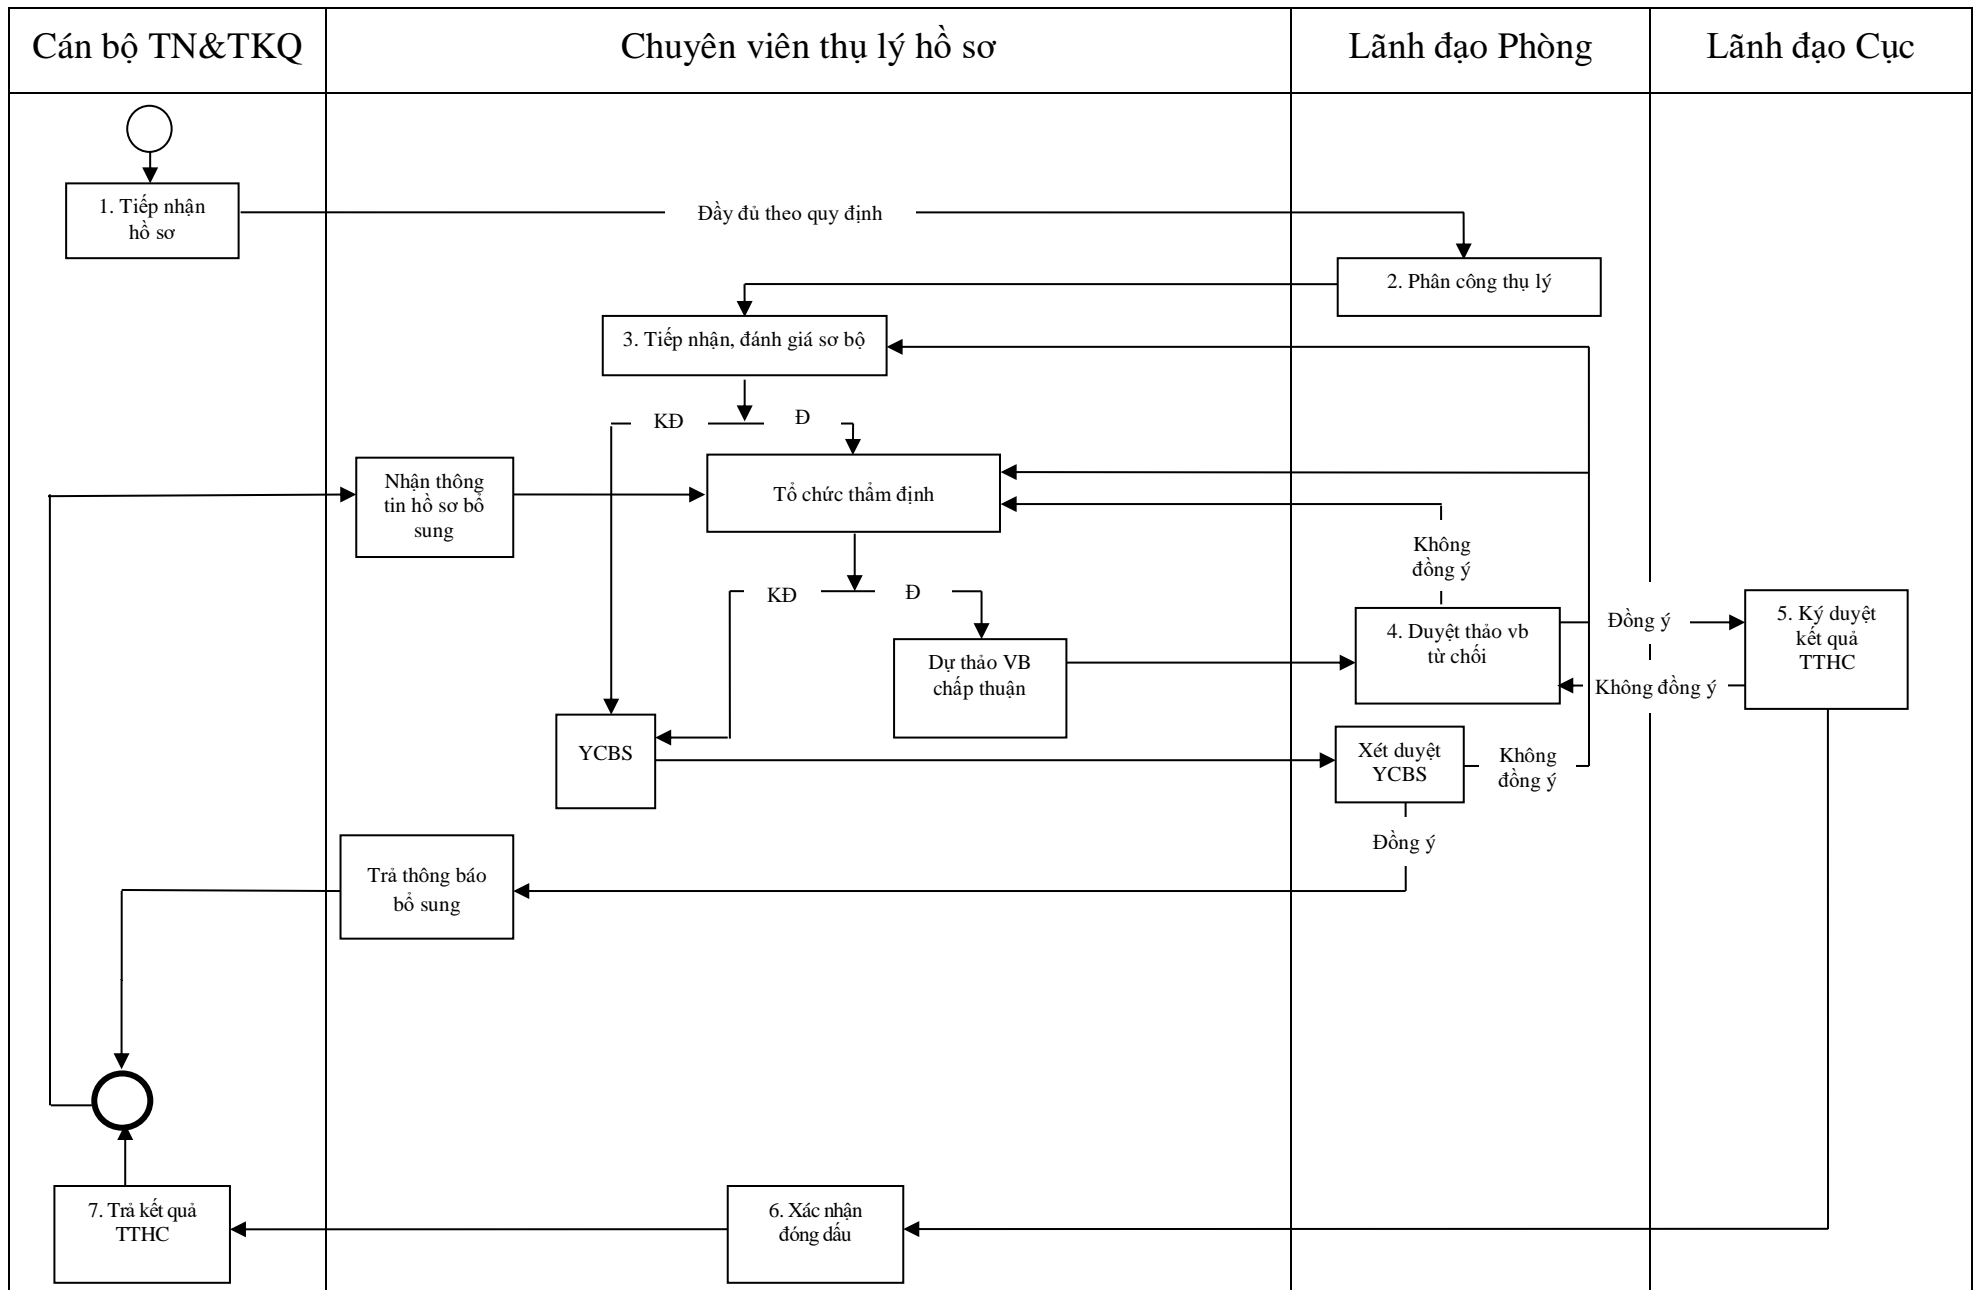 Cán bộ TN&TKQ
Chuyên viên thụ lý hồ sơ
Lãnh đạo Phòng
Lãnh đạo Cục
1. Tiếp nhận
hồ sơ
Đầy đủ theo quy định
2. Phân công thụ lý
3. Tiếp nhận, đánh giá sơ bộ
KĐ
Đ
Nhận thông
tin hồ sơ bổ
sung
Tổ chức thẩm định
Không
đồng ý
KĐ
Đ
Dự thảo VB
chấp thuận
4. Duyệt thảo vb
từ chối
Đồng ý
Không đồng ý
5. Ký duyệt
kết quả
TTHC
YCBS
Xét duyệt
YCBS
Không
đồng ý
Đồng ý
Trả thông báo
bổ sung
7. Trả kết quả
TTHC
6. Xác nhận
đóng dấu